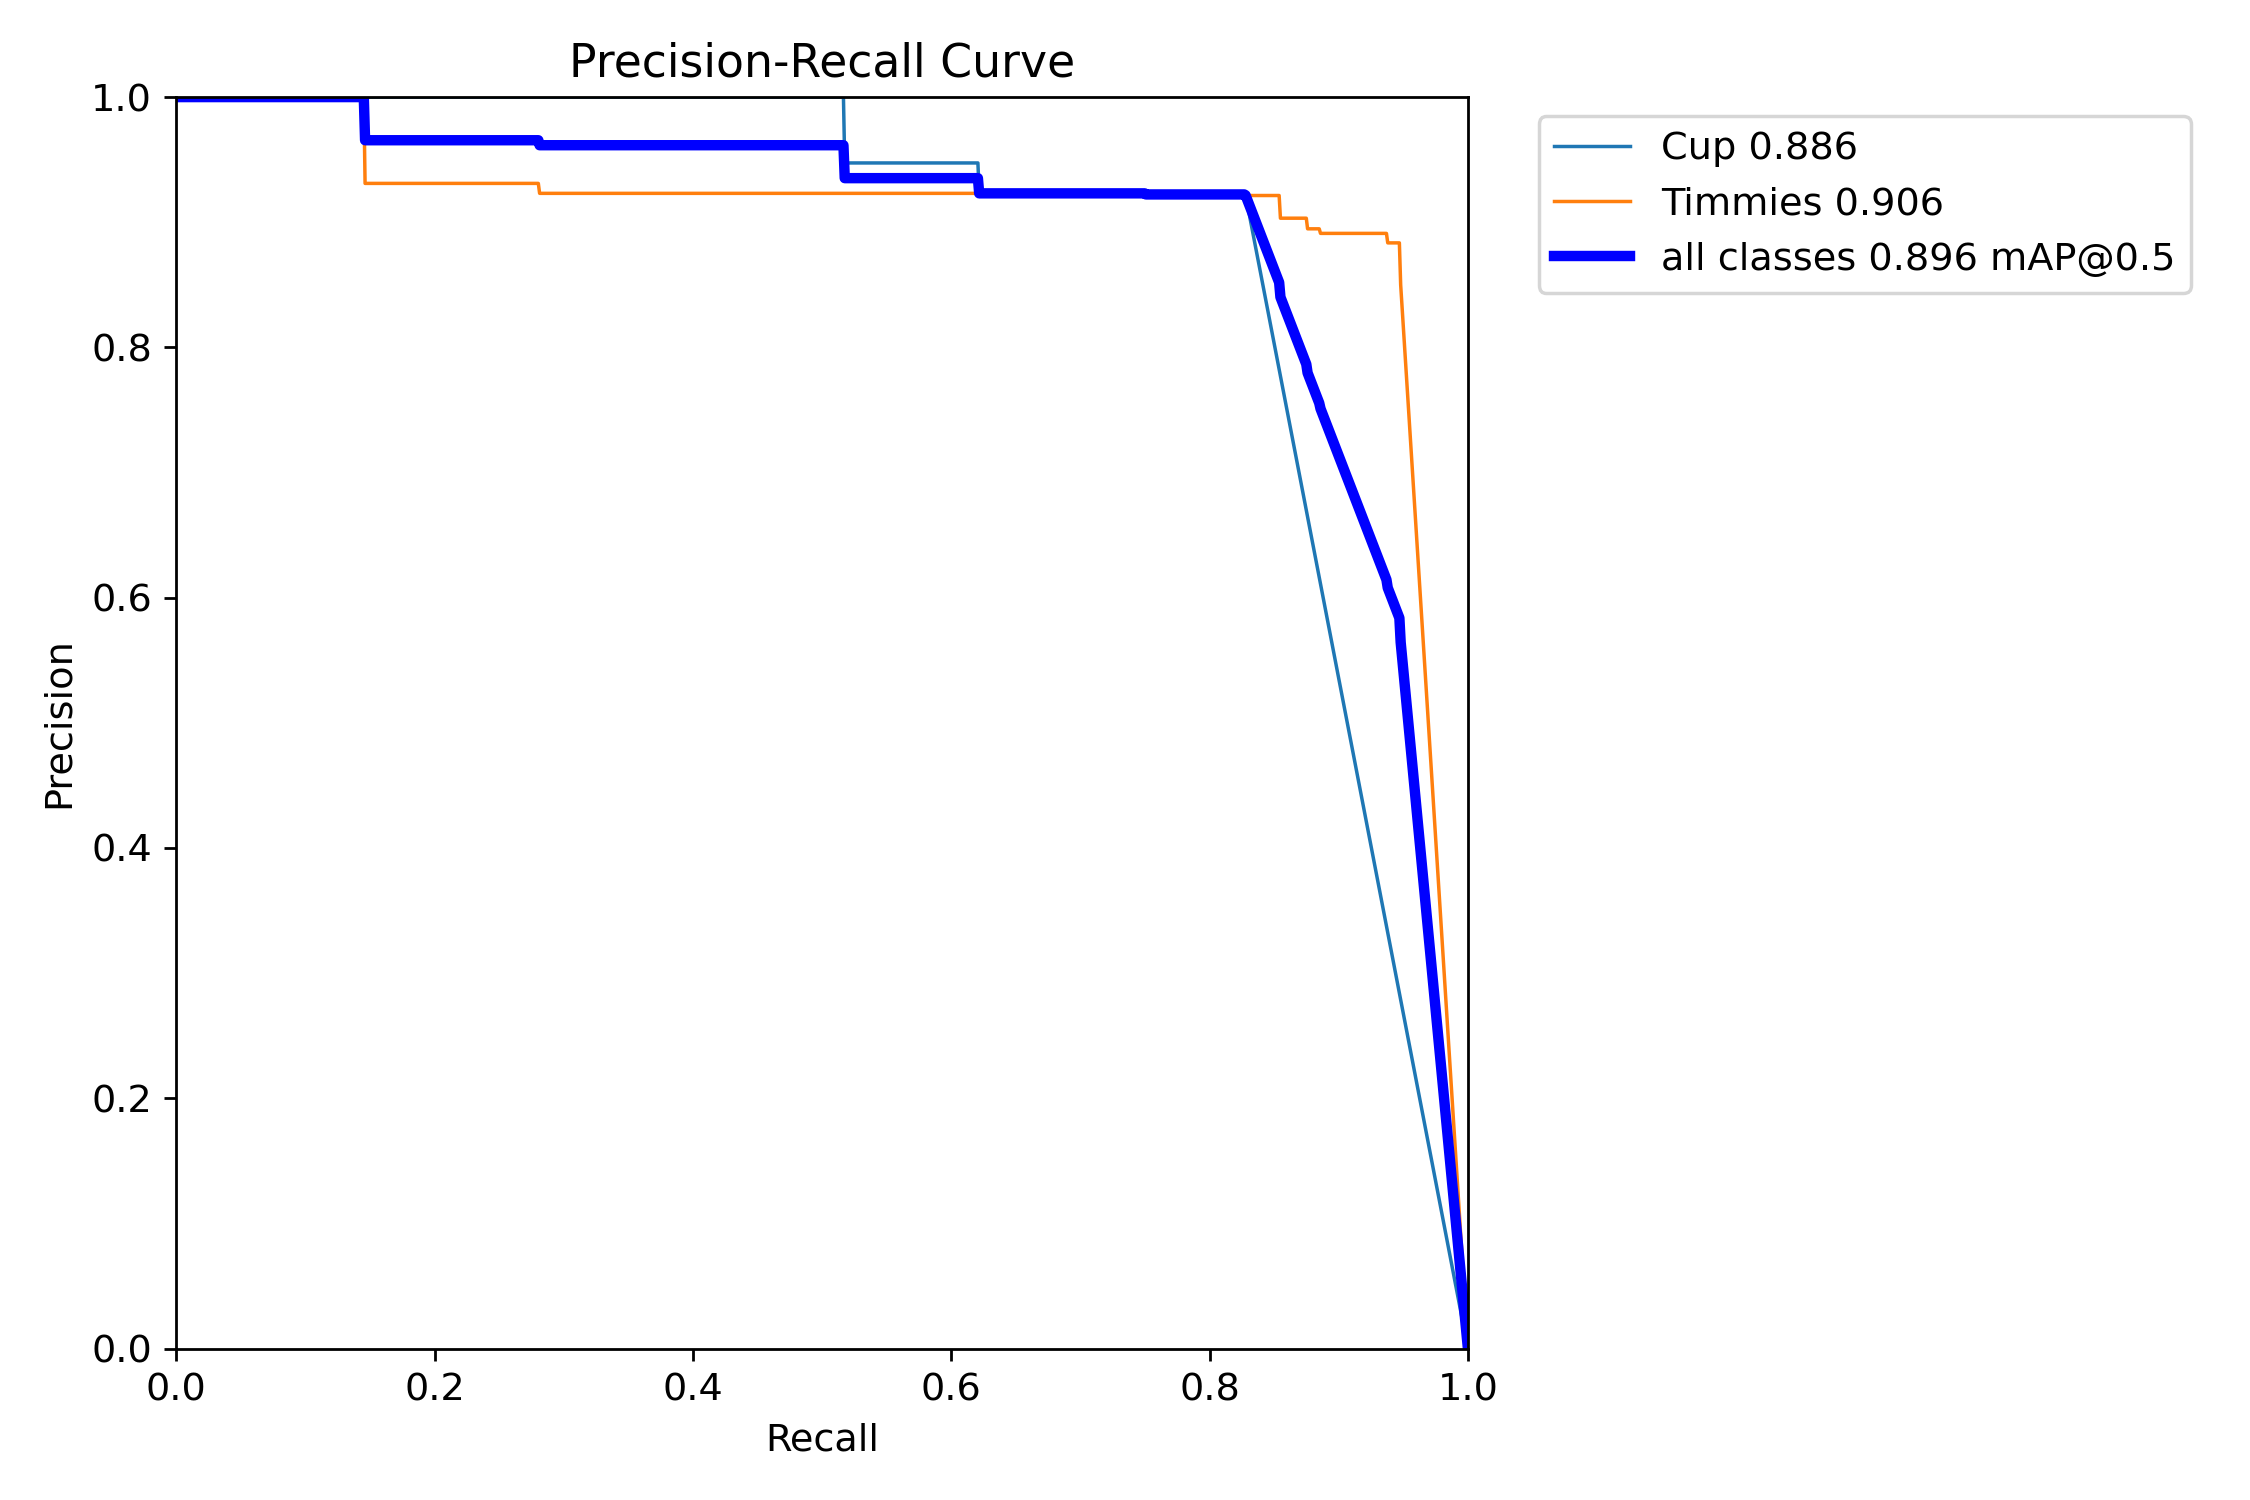 Precision-Recall Curve
Cup 0.886
Timmies 0.906
all classes 0.896 mAP@0.5
Precision
1.0
0.8
0.6
0.4
0.2
0.0
0.0 0.2 0.4 0.6 0.8 1.0
Recall